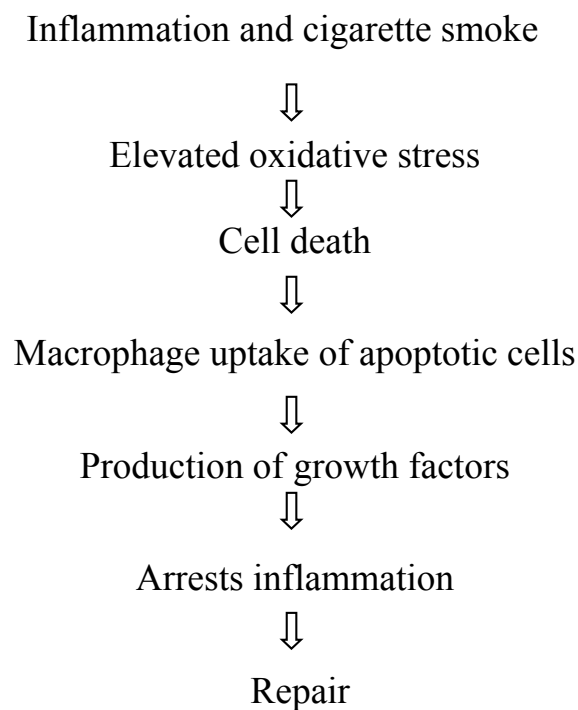 Inflammation and cigarette smoke
Elevated oxidative stress
Cell death
Macrophage uptake of apoptotic cells
Production of growth factors
Arrests inflammation
Repair